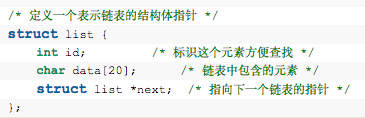 /* 定义一个表示链表的结构体指针 */
struct list {
    int id;          /* 标识这个元素方便查找 */
    char data[20];      /* 链表中包含的元素 */
    struct list *next;  /* 指向下一个链表的指针 */
};